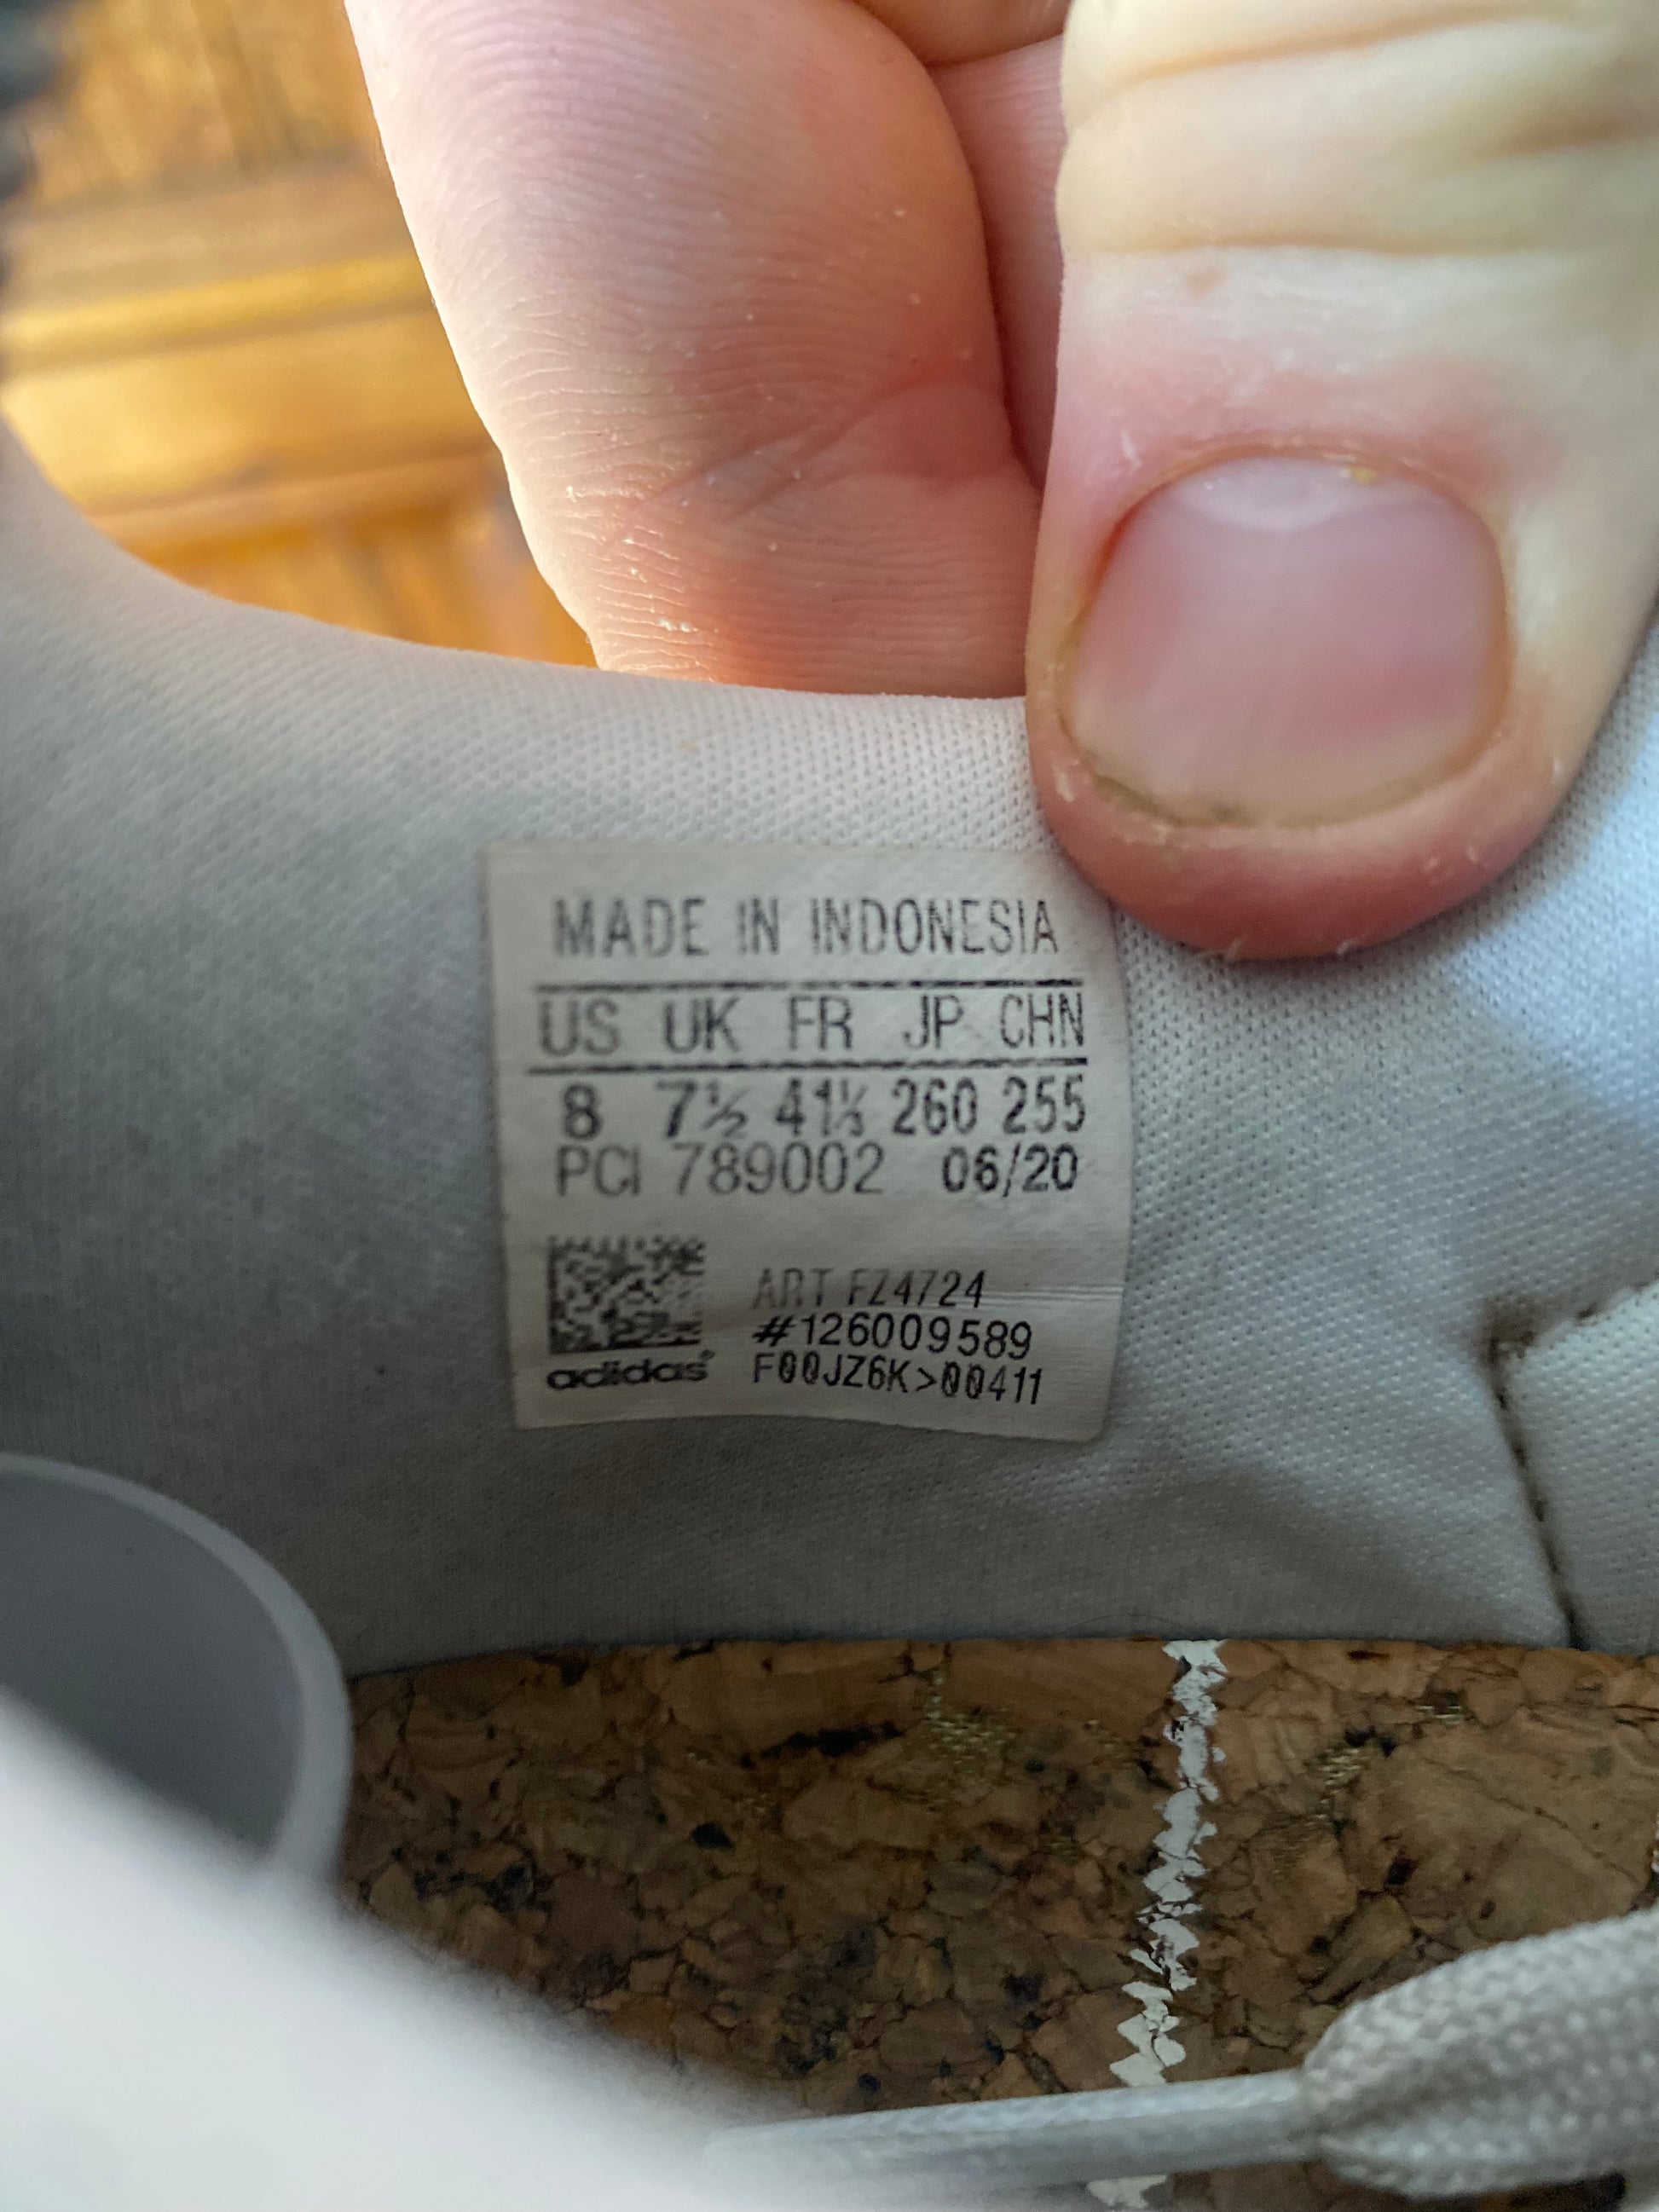 MADE IN INDONESIA
US UK FR JP CHN
8 7½ 41⅓ 260 255
PCI 789002 06/20
ART FZ4724
#126009589
adidas® F00JZ6K>00411